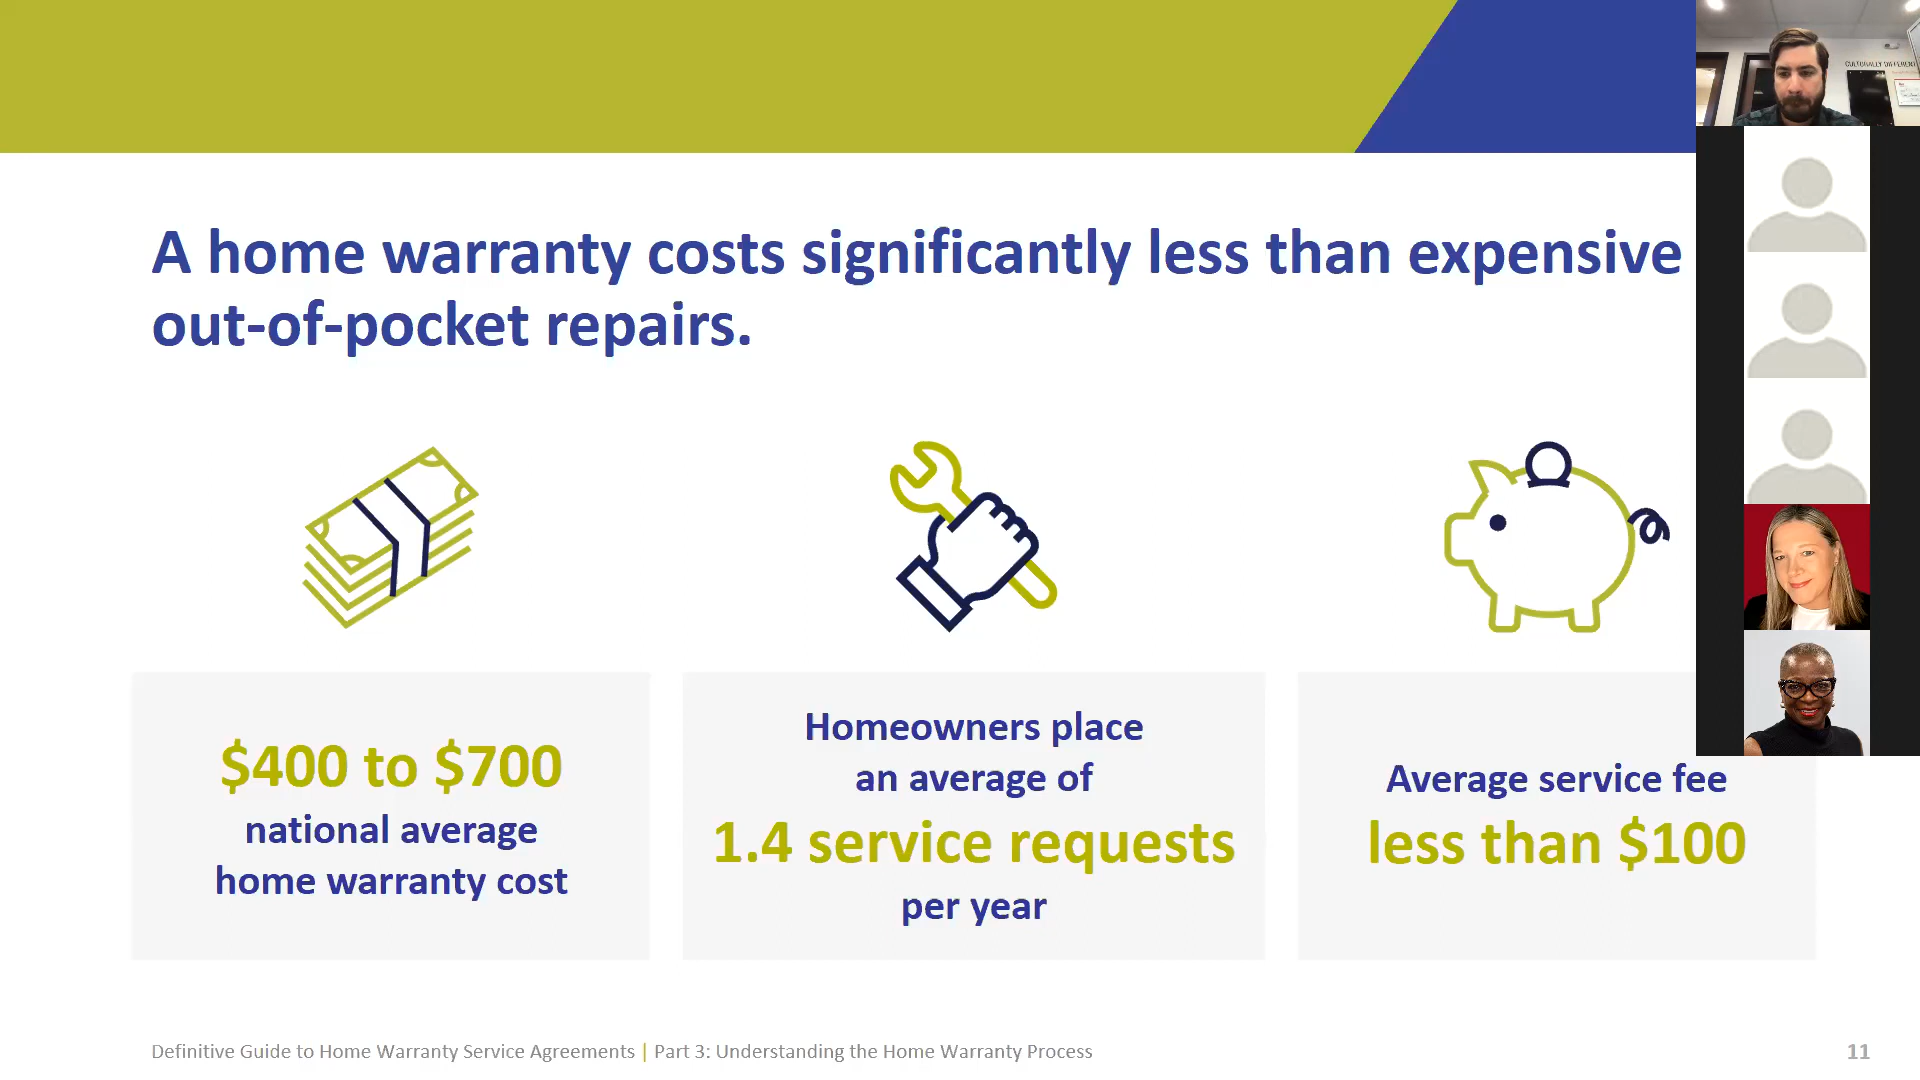 CULTURALLY DIFFERENT
A home warranty costs significantly less than expensive
out-of-pocket repairs.
$400 to $700
national average
home warranty cost
Homeowners place
an average of
1.4 service requests
per year
Average service fee
less than $100
Definitive Guide to Home Warranty Service Agreements | Part 3: Understanding the Home Warranty Process
11